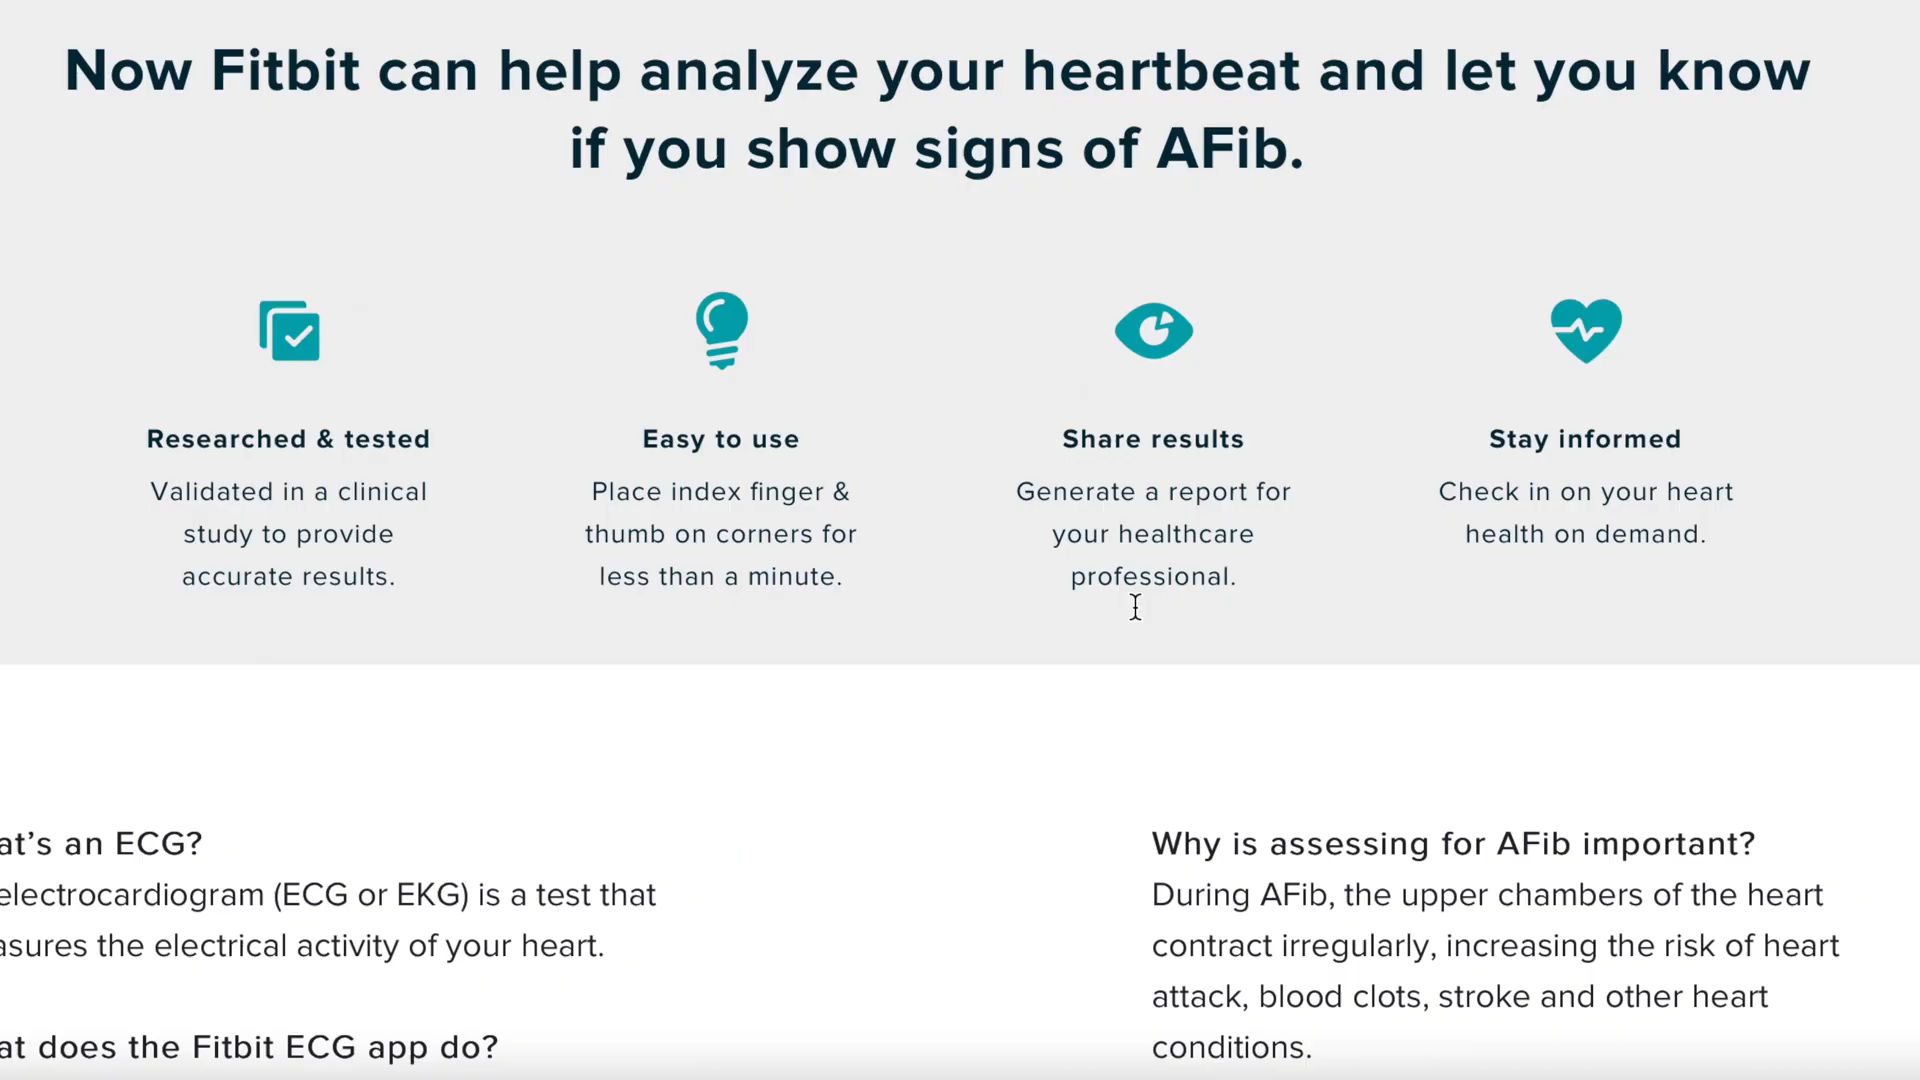 Now Fitbit can help analyze your heartbeat and let you know
if you show signs of AFib.
Researched & tested
Validated in a clinical
study to provide
accurate results.
Easy to use
Place index finger &
thumb on corners for
less than a minute.
Share results
Generate a report for
your healthcare
professional.
Stay informed
Check in on your heart
health on demand.
at’s an ECG?
electrocardiogram (ECG or EKG) is a test that
asures the electrical activity of your heart.
at does the Fitbit ECG app do?
Why is assessing for AFib important?
During AFib, the upper chambers of the heart
contract irregularly, increasing the risk of heart
attack, blood clots, stroke and other heart
conditions.